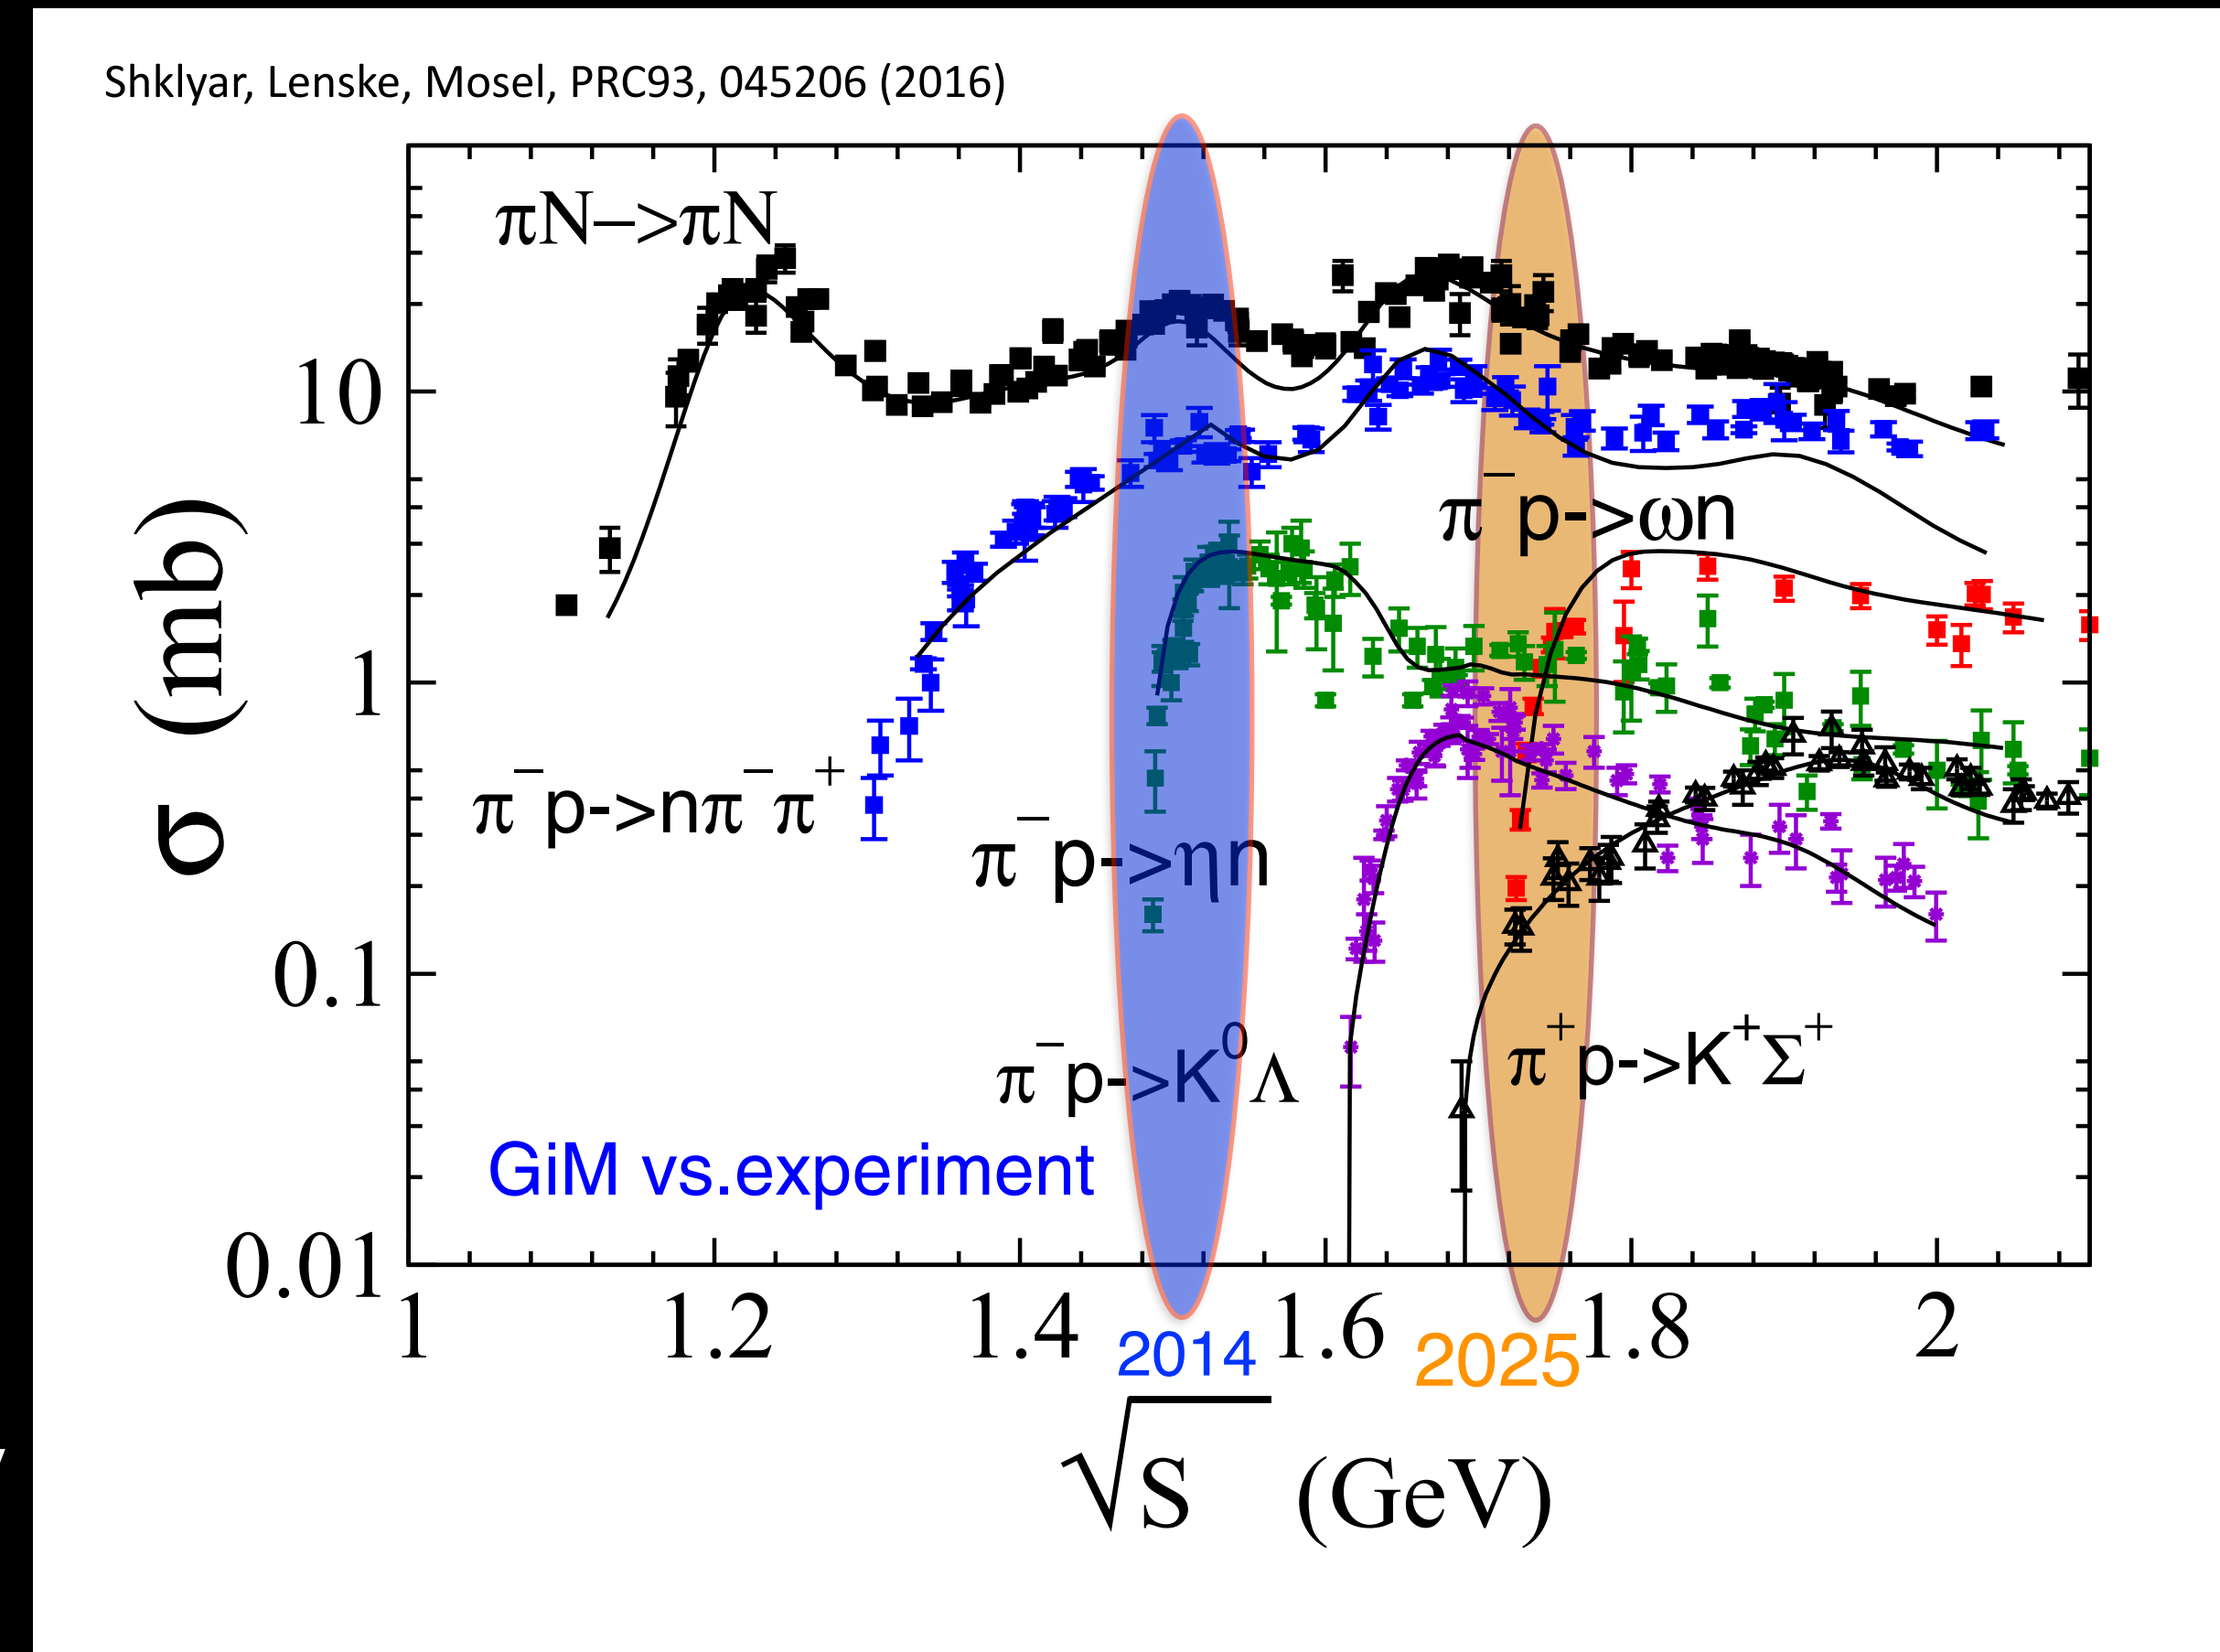 Shklyar, Lenske, Mosel, PRC93, 045206 (2016)
πN–>πN
10
π⁻p->ωn
1
σ (mb)
π⁻p->nπ⁻π⁺
π⁻p->ηn
0.1
π⁻p->K⁰Λ
π⁺p->K⁺Σ⁺
GiM vs.experiment
0.01
1 1.2 1.4 1.6 1.8 2
2014 2025
√s (GeV)